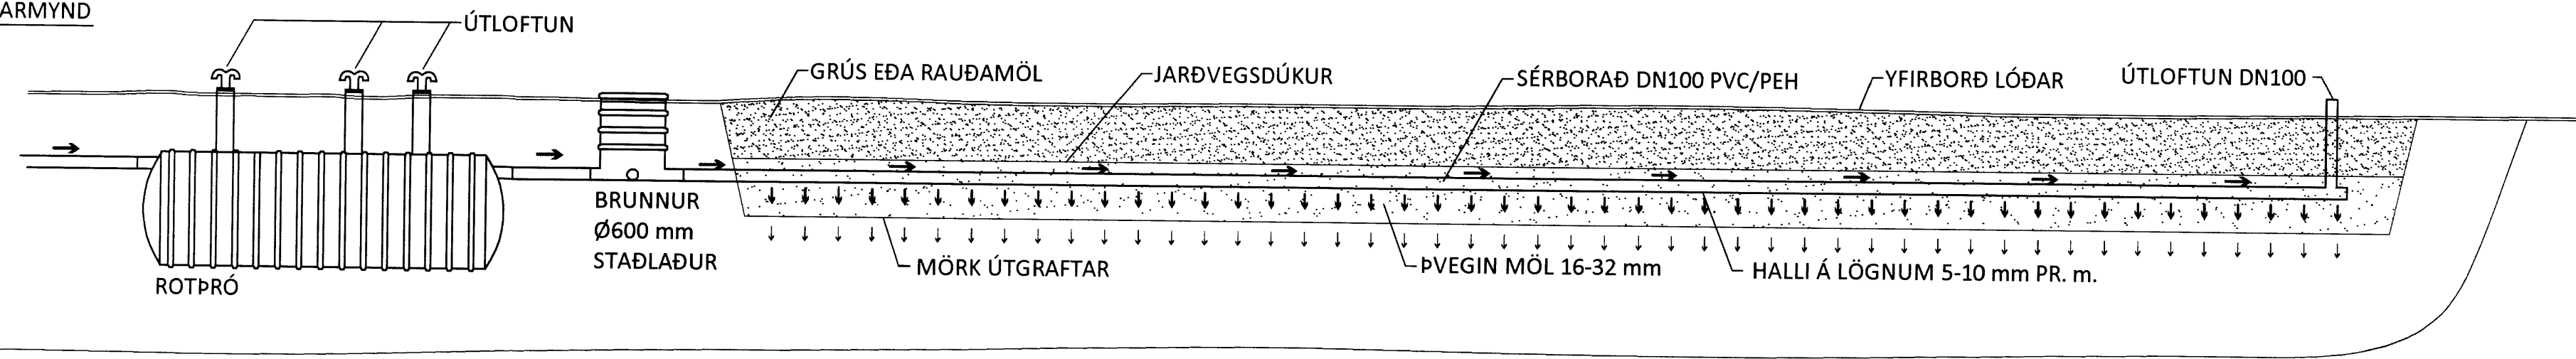 ARMYND
ÚTLOFTUN
GRÚS EÐA RAUÐAMÖL
JARÐVEGSDÚKUR
SÉRBORAÐ DN100 PVC/PEH
YFIRBORÐ LÓÐAR
ÚTLOFTUN DN100
BRUNNUR
Ø600 mm
STAÐLAÐUR
ROTÞRÓ
MÖRK ÚTGRAFTAR
ÞVEGIN MÖL 16-32 mm
HALLI Á LÖGNUM 5-10 mm PR. m.